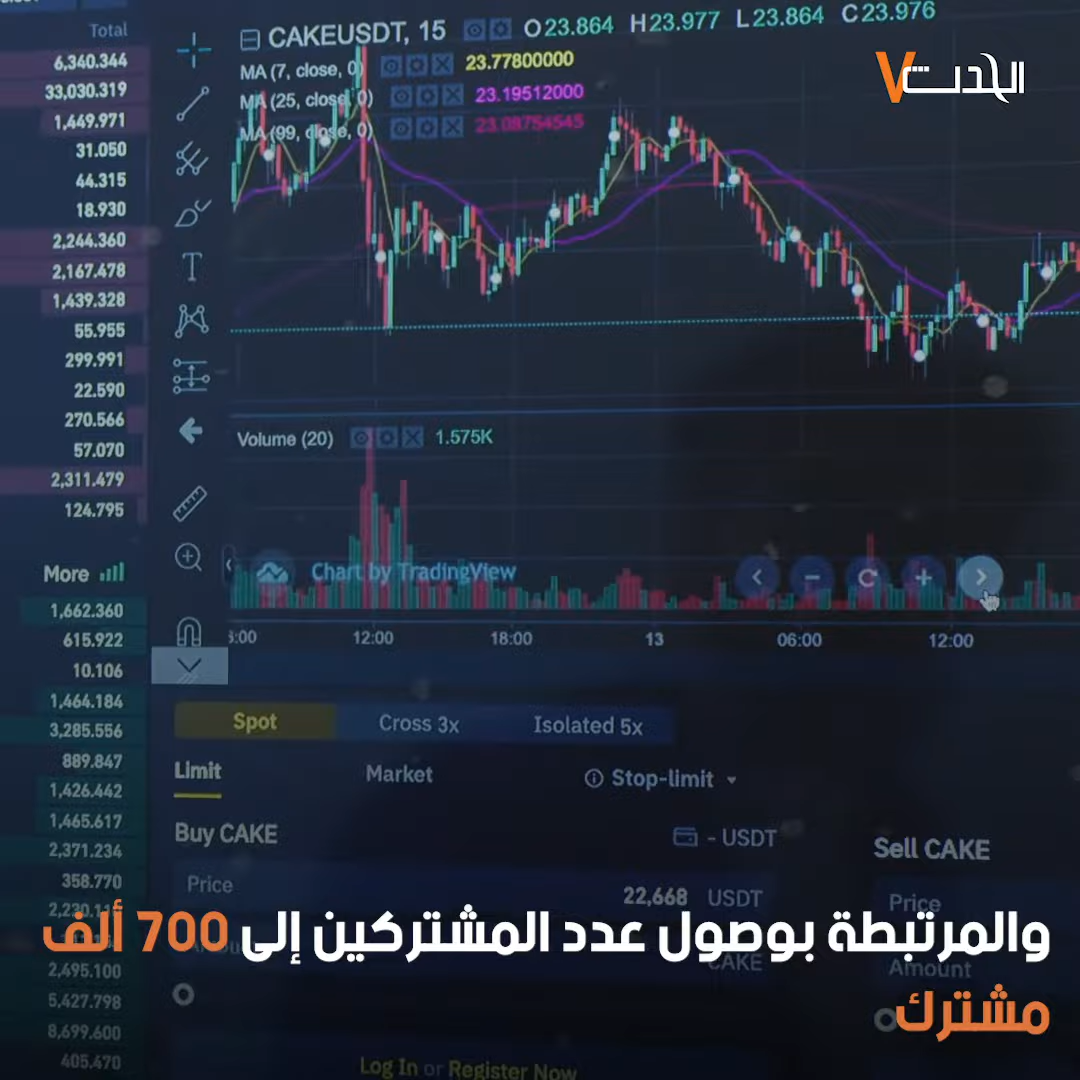 Total
6,340.344
33,030.319
1,449.971
31.050
44.315
18.930
2,244.360
2,167.478
1,439.328
55.955
299.991
22.590
270.566
57.070
2,311.479
124.795
More
1,662.360
615.922
10.106
1,464.184
3,285.556
889.847
1,426.442
1,465.617
2,371.234
358.770
2,495.100
5,427.798
8,699.600
405.470
CAKEUSDT, 15 O23.864 H23.977 L23.864 C23.976
MA (7, close, 0) 23.77800000
MA (25, close, 0) 23.19512000
MA (99, close, 0) 23.08754545
الحدث V
Volume (20) 1.575K
Chart by TradingView
12:00 18:00 13 06:00 12:00
Spot Cross 3x Isolated 5x
Limit Market Stop-limit
Buy CAKE - USDT
Sell CAKE
Price 22,668 USDT
Price
والمرتبطة بوصول عدد المشتركين إلى 700 ألف
مشترك
CAKE
Amount
Log In or Register Now